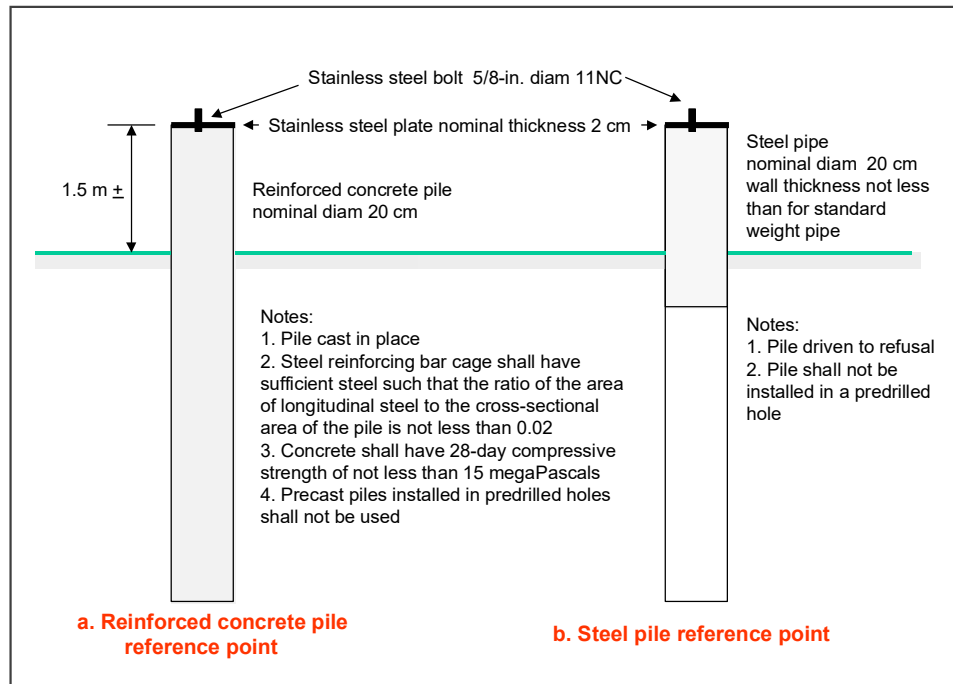 Stainless steel bolt 5/8-in. diam 11NC
Stainless steel plate nominal thickness 2 cm
1.5 m ±
Reinforced concrete pile
nominal diam 20 cm
Steel pipe
nominal diam 20 cm
wall thickness not less
than for standard
weight pipe
Notes:
1. Pile cast in place
2. Steel reinforcing bar cage shall have
sufficient steel such that the ratio of the area
of longitudinal steel to the cross-sectional
area of the pile is not less than 0.02
3. Concrete shall have 28-day compressive
strength of not less than 15 megaPascals
4. Precast piles installed in predrilled holes
shall not be used
Notes:
1. Pile driven to refusal
2. Pile shall not be
installed in a predrilled
hole
a. Reinforced concrete pile
reference point
b. Steel pile reference point